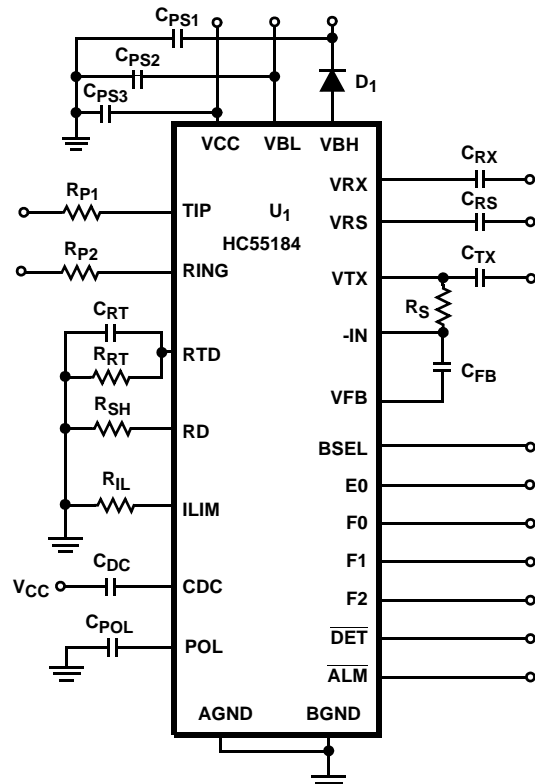 CPS1
CPS2
CPS3
D1
VCC VBL VBH
U1
HC55184
RP1
TIP
RP2
RING
CRT
RRT
RTD
RSH
RD
RIL
ILIM
VCC
CDC
CDC
CPOL
POL
AGND BGND
VRX
CRX
VRS
CRS
VTX
CTX
RS
-IN
CFB
VFB
BSEL
E0
F0
F1
F2
DET
ALM